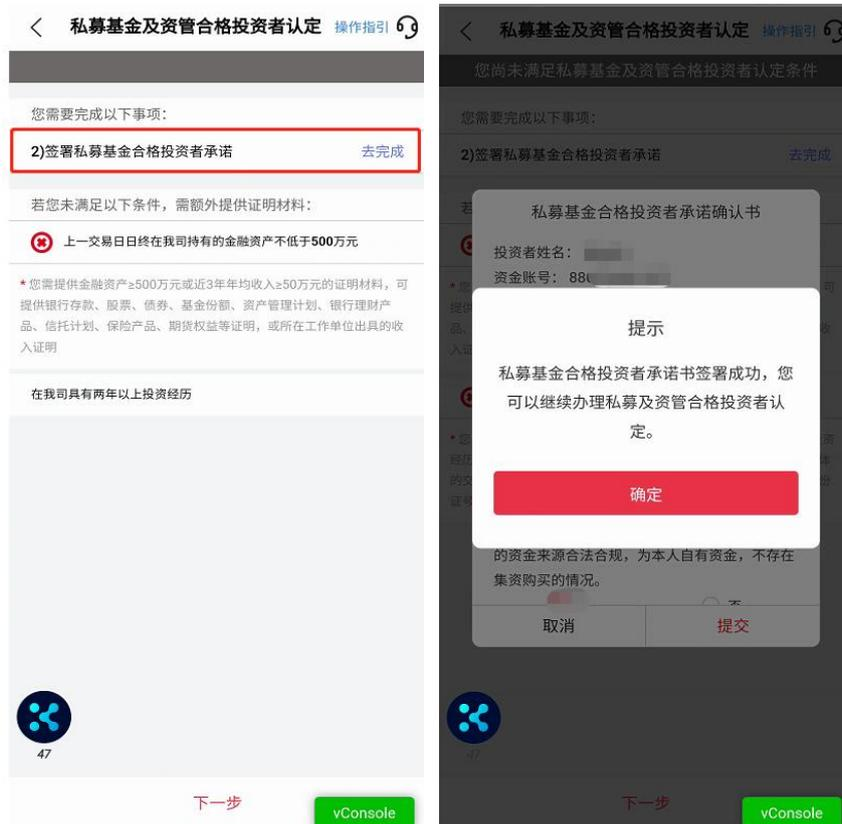 私募基金及资管合格投资者认定 操作指引
您需要完成以下事项：
2)签署私募基金合格投资者承诺 去完成
若您未满足以下条件，需额外提供证明材料：
上一交易日日终在我司持有的金融资产不低于500万元
*您需提供金融资产≥500万元或近3年年均收入≥50万元的证明材料，可
提供银行存款、股票、债券、基金份额、资产管理计划、银行理财产
品、信托计划、保险产品、期货权益等证明，或所在工作单位出具的收
入证明
在我司具有两年以上投资经历
47
下一步
vConsole
私募基金及资管合格投资者认定 操作指引
您尚未满足私募基金及资管合格投资者认定条件
您需要完成以下事项：
2)签署私募基金合格投资者承诺 去完成
若
私募基金合格投资者承诺确认书
投资者姓名：
资金账号： 880
提示
私募基金合格投资者承诺书签署成功，您
可以继续办理私募及资管合格投资者认
定。
确定
的资金来源合法合规，为本人自有资金，不存在
集资购买的情况。
否
取消 提交
47
下一步
vConsole